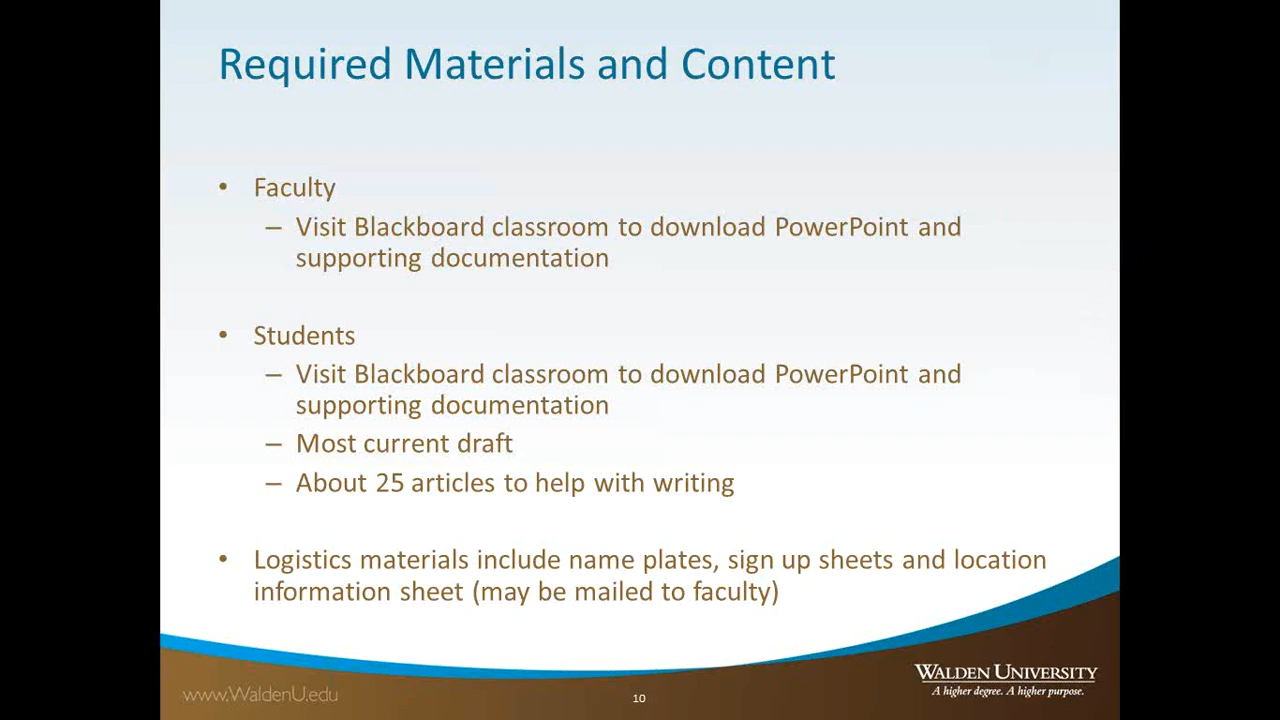 Required Materials and Content
• Faculty
– Visit Blackboard classroom to download PowerPoint and
supporting documentation
• Students
– Visit Blackboard classroom to download PowerPoint and
supporting documentation
– Most current draft
– About 25 articles to help with writing
• Logistics materials include name plates, sign up sheets and location
information sheet (may be mailed to faculty)
WALDEN UNIVERSITY
A higher degree. A higher purpose.
www.WaldenU.edu
10